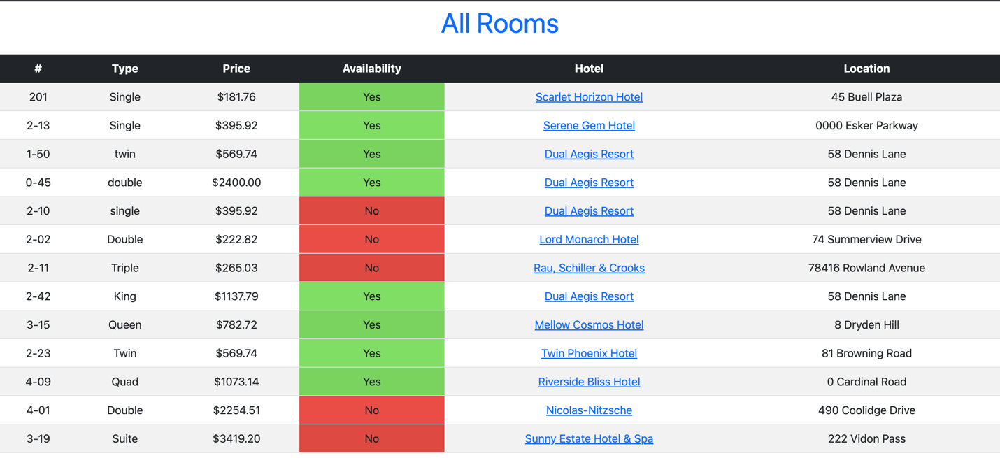 All Rooms
# Type Price Availability Hotel Location
201 Single $181.76 Yes Scarlet Horizon Hotel 45 Buell Plaza
2-13 Single $395.92 Yes Serene Gem Hotel 0000 Esker Parkway
1-50 twin $569.74 Yes Dual Aegis Resort 58 Dennis Lane
0-45 double $2400.00 Yes Dual Aegis Resort 58 Dennis Lane
2-10 single $395.92 No Dual Aegis Resort 58 Dennis Lane
2-02 Double $222.82 No Lord Monarch Hotel 74 Summerview Drive
2-11 Triple $265.03 No Rau, Schiller & Crooks 78416 Rowland Avenue
2-42 King $1137.79 Yes Dual Aegis Resort 58 Dennis Lane
3-15 Queen $782.72 Yes Mellow Cosmos Hotel 8 Dryden Hill
2-23 Twin $569.74 Yes Twin Phoenix Hotel 81 Browning Road
4-09 Quad $1073.14 Yes Riverside Bliss Hotel 0 Cardinal Road
4-01 Double $2254.51 No Nicolas-Nitzsche 490 Coolidge Drive
3-19 Suite $3419.20 No Sunny Estate Hotel & Spa 222 Vidon Pass